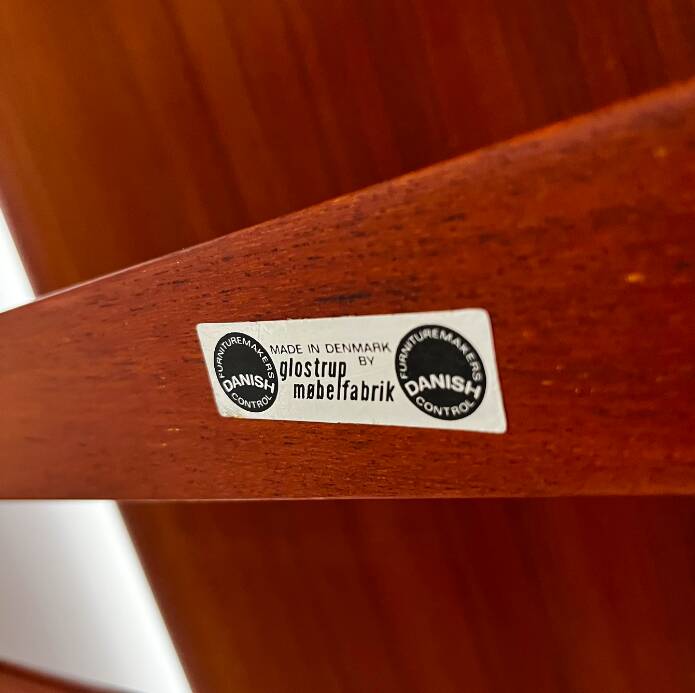 FURNITUREMAKERS
DANISH
CONTROL
MADE IN DENMARK
BY
glostrup
møbelfabrik
FURNITUREMAKERS
DANISH
CONTROL